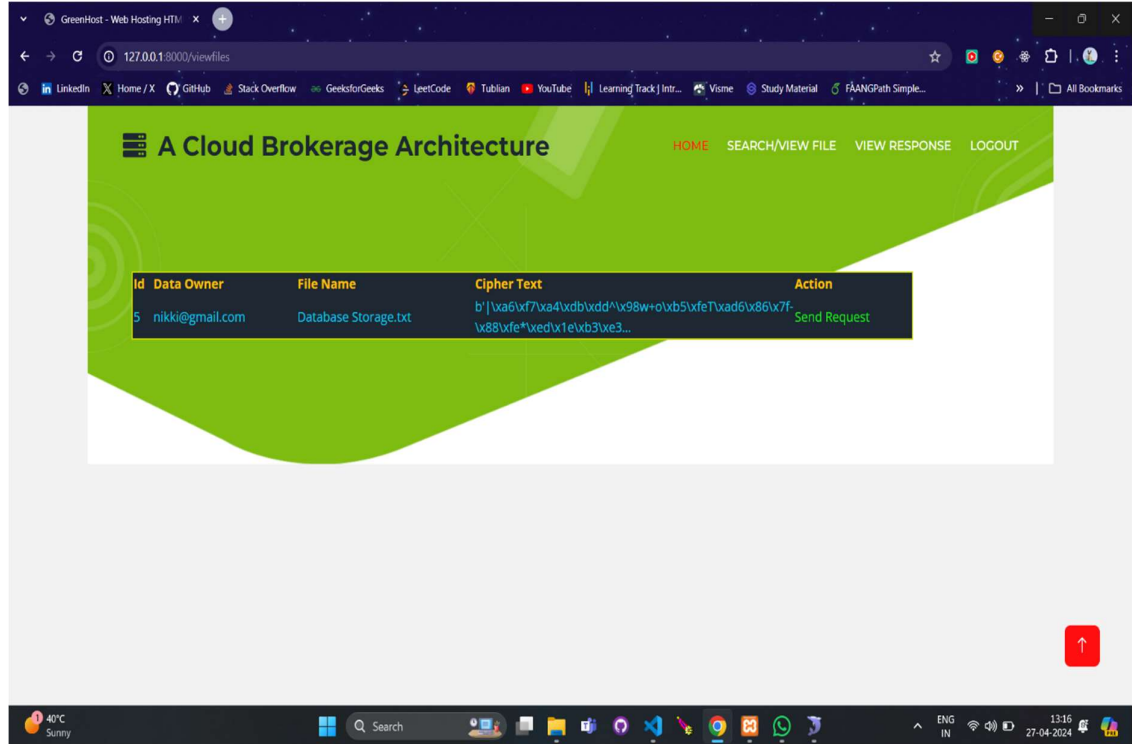 GreenHost - Web Hosting HTM
127.0.0.1:8000/viewfiles
LinkedIn Home / X GitHub Stack Overflow GeeksforGeeks LeetCode Tublian YouTube Learning Track | Intr... Visme Study Material FAANGPath Simple... » All Bookmarks
A Cloud Brokerage Architecture
HOME SEARCH/VIEW FILE VIEW RESPONSE LOGOUT
Id Data Owner File Name Cipher Text Action
5 nikki@gmail.com Database Storage.txt b'|\xa6\xf7\xa4\xdb\xdd^\x98w+o\xb5\xfeT\xad6\x86\x7f-
\x88\xfe*\xed\x1e\xb3\xe3... Send Request
1 40°C
Sunny
Search
ENG
IN
13:16
27-04-2024